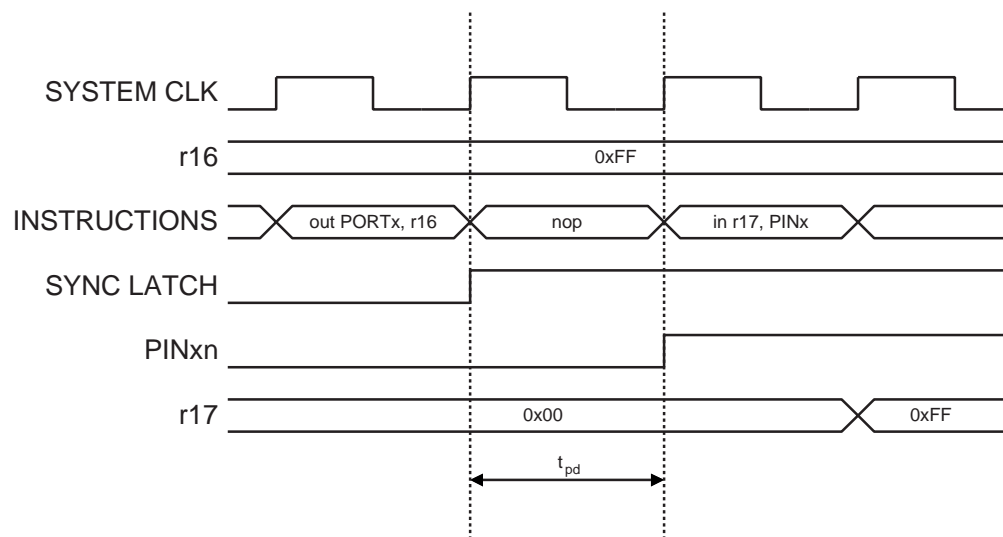 SYSTEM CLK
r16
0xFF
INSTRUCTIONS
out PORTx, r16
nop
in r17, PINx
SYNC LATCH
PINxn
r17
0x00
0xFF
tpd